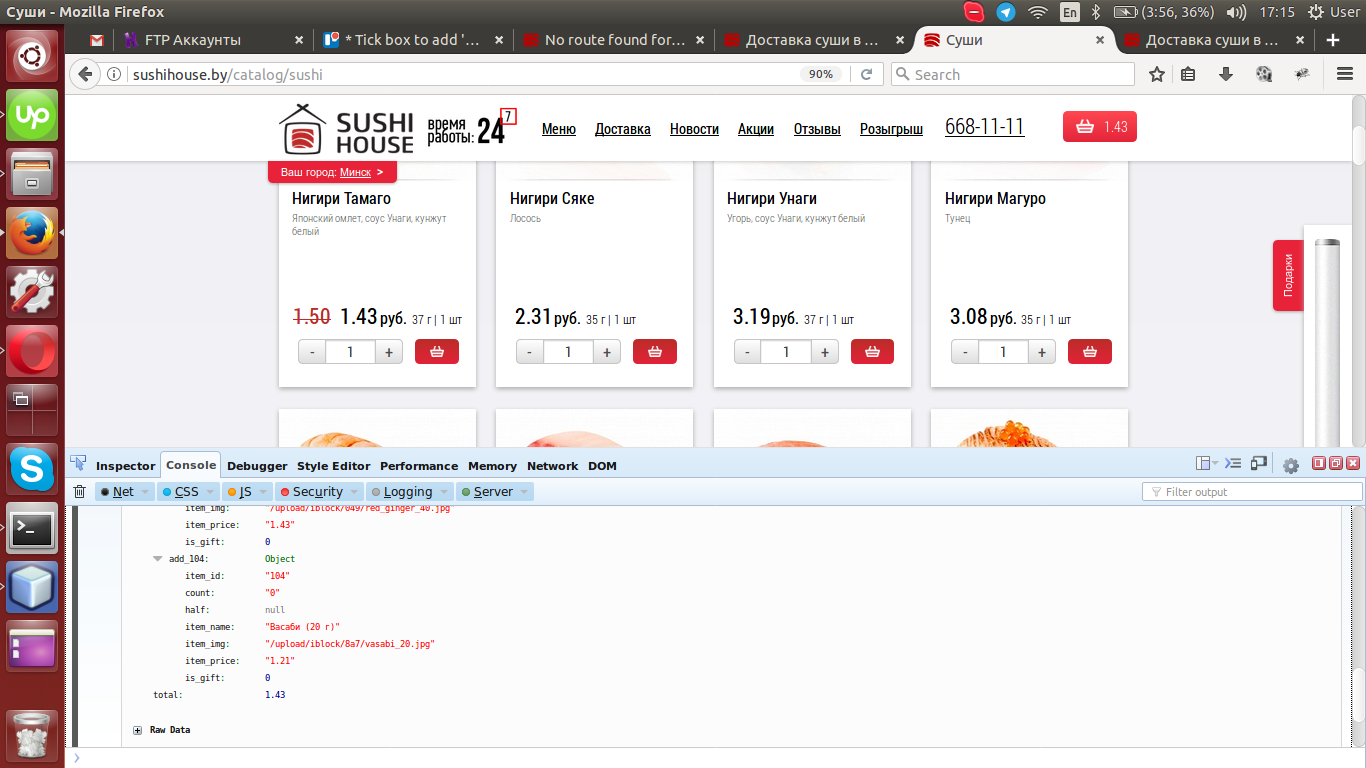 Суши - Mozilla Firefox
En
(3:56, 36%)
17:15
User
FTP Аккаунты
* Tick box to add '...
No route found for...
Доставка суши в ...
Суши
Доставка суши в ...
sushihouse.by/catalog/sushi
90%
Search
SUSHI HOUSE
время работы: 24 7
Меню
Доставка
Новости
Акции
Отзывы
Розыгрыш
668-11-11
1.43
Ваш город: Минск >
Нигири Тамаго
Японский омлет, соус Унаги, кунжут
белый
1.50 1.43 руб. 37 г | 1 шт
- 1 +
Нигири Сяке
Лосось
2.31 руб. 35 г | 1 шт
- 1 +
Нигири Унаги
Угорь, соус Унаги, кунжут белый
3.19 руб. 37 г | 1 шт
- 1 +
Нигири Магуро
Тунец
3.08 руб. 35 г | 1 шт
- 1 +
Подарки
Inspector
Console
Debugger
Style Editor
Performance
Memory
Network
DOM
Net
CSS
JS
Security
Logging
Server
Filter output
item_img: "/upload/iblock/049/red_ginger_40.jpg"
item_price: "1.43"
is_gift: 0
add_104: Object
item_id: "104"
count: "0"
half: null
item_name: "Васаби (20 г)"
item_img: "/upload/iblock/8a7/vasabi_20.jpg"
item_price: "1.21"
is_gift: 0
total: 1.43
Raw Data
Up